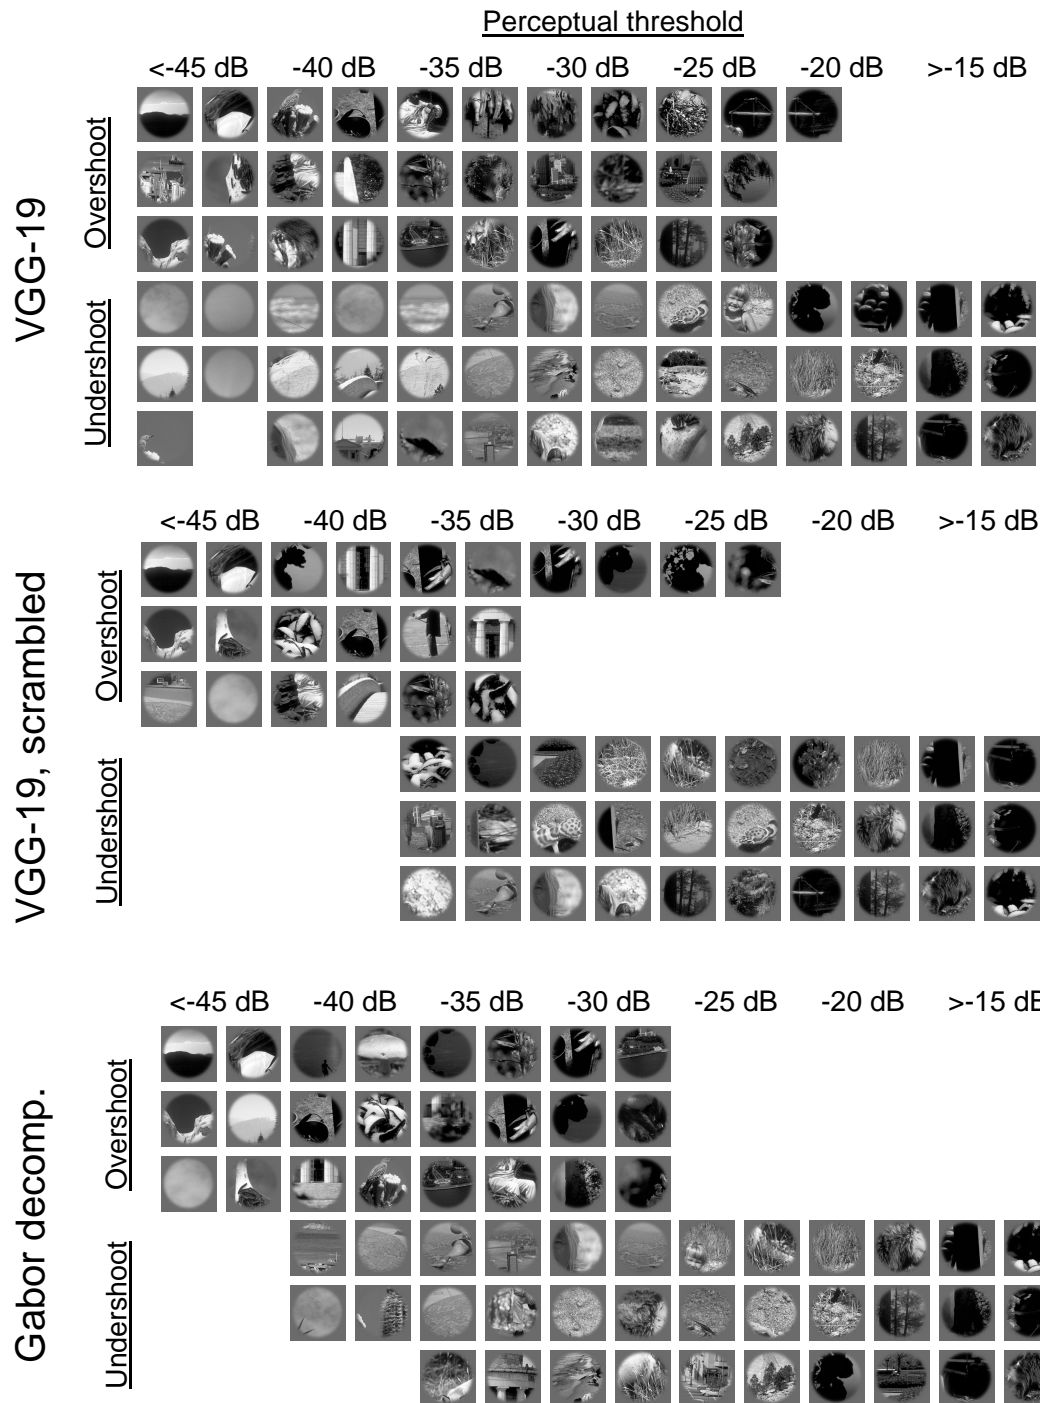 Perceptual threshold
<-45 dB -40 dB -35 dB -30 dB -25 dB -20 dB >-15 dB
VGG-19
Overshoot
Undershoot
<-45 dB -40 dB -35 dB -30 dB -25 dB -20 dB >-15 dB
VGG-19, scrambled
Overshoot
Undershoot
<-45 dB -40 dB -35 dB -30 dB -25 dB -20 dB >-15 dB
Gabor decomp.
Overshoot
Undershoot